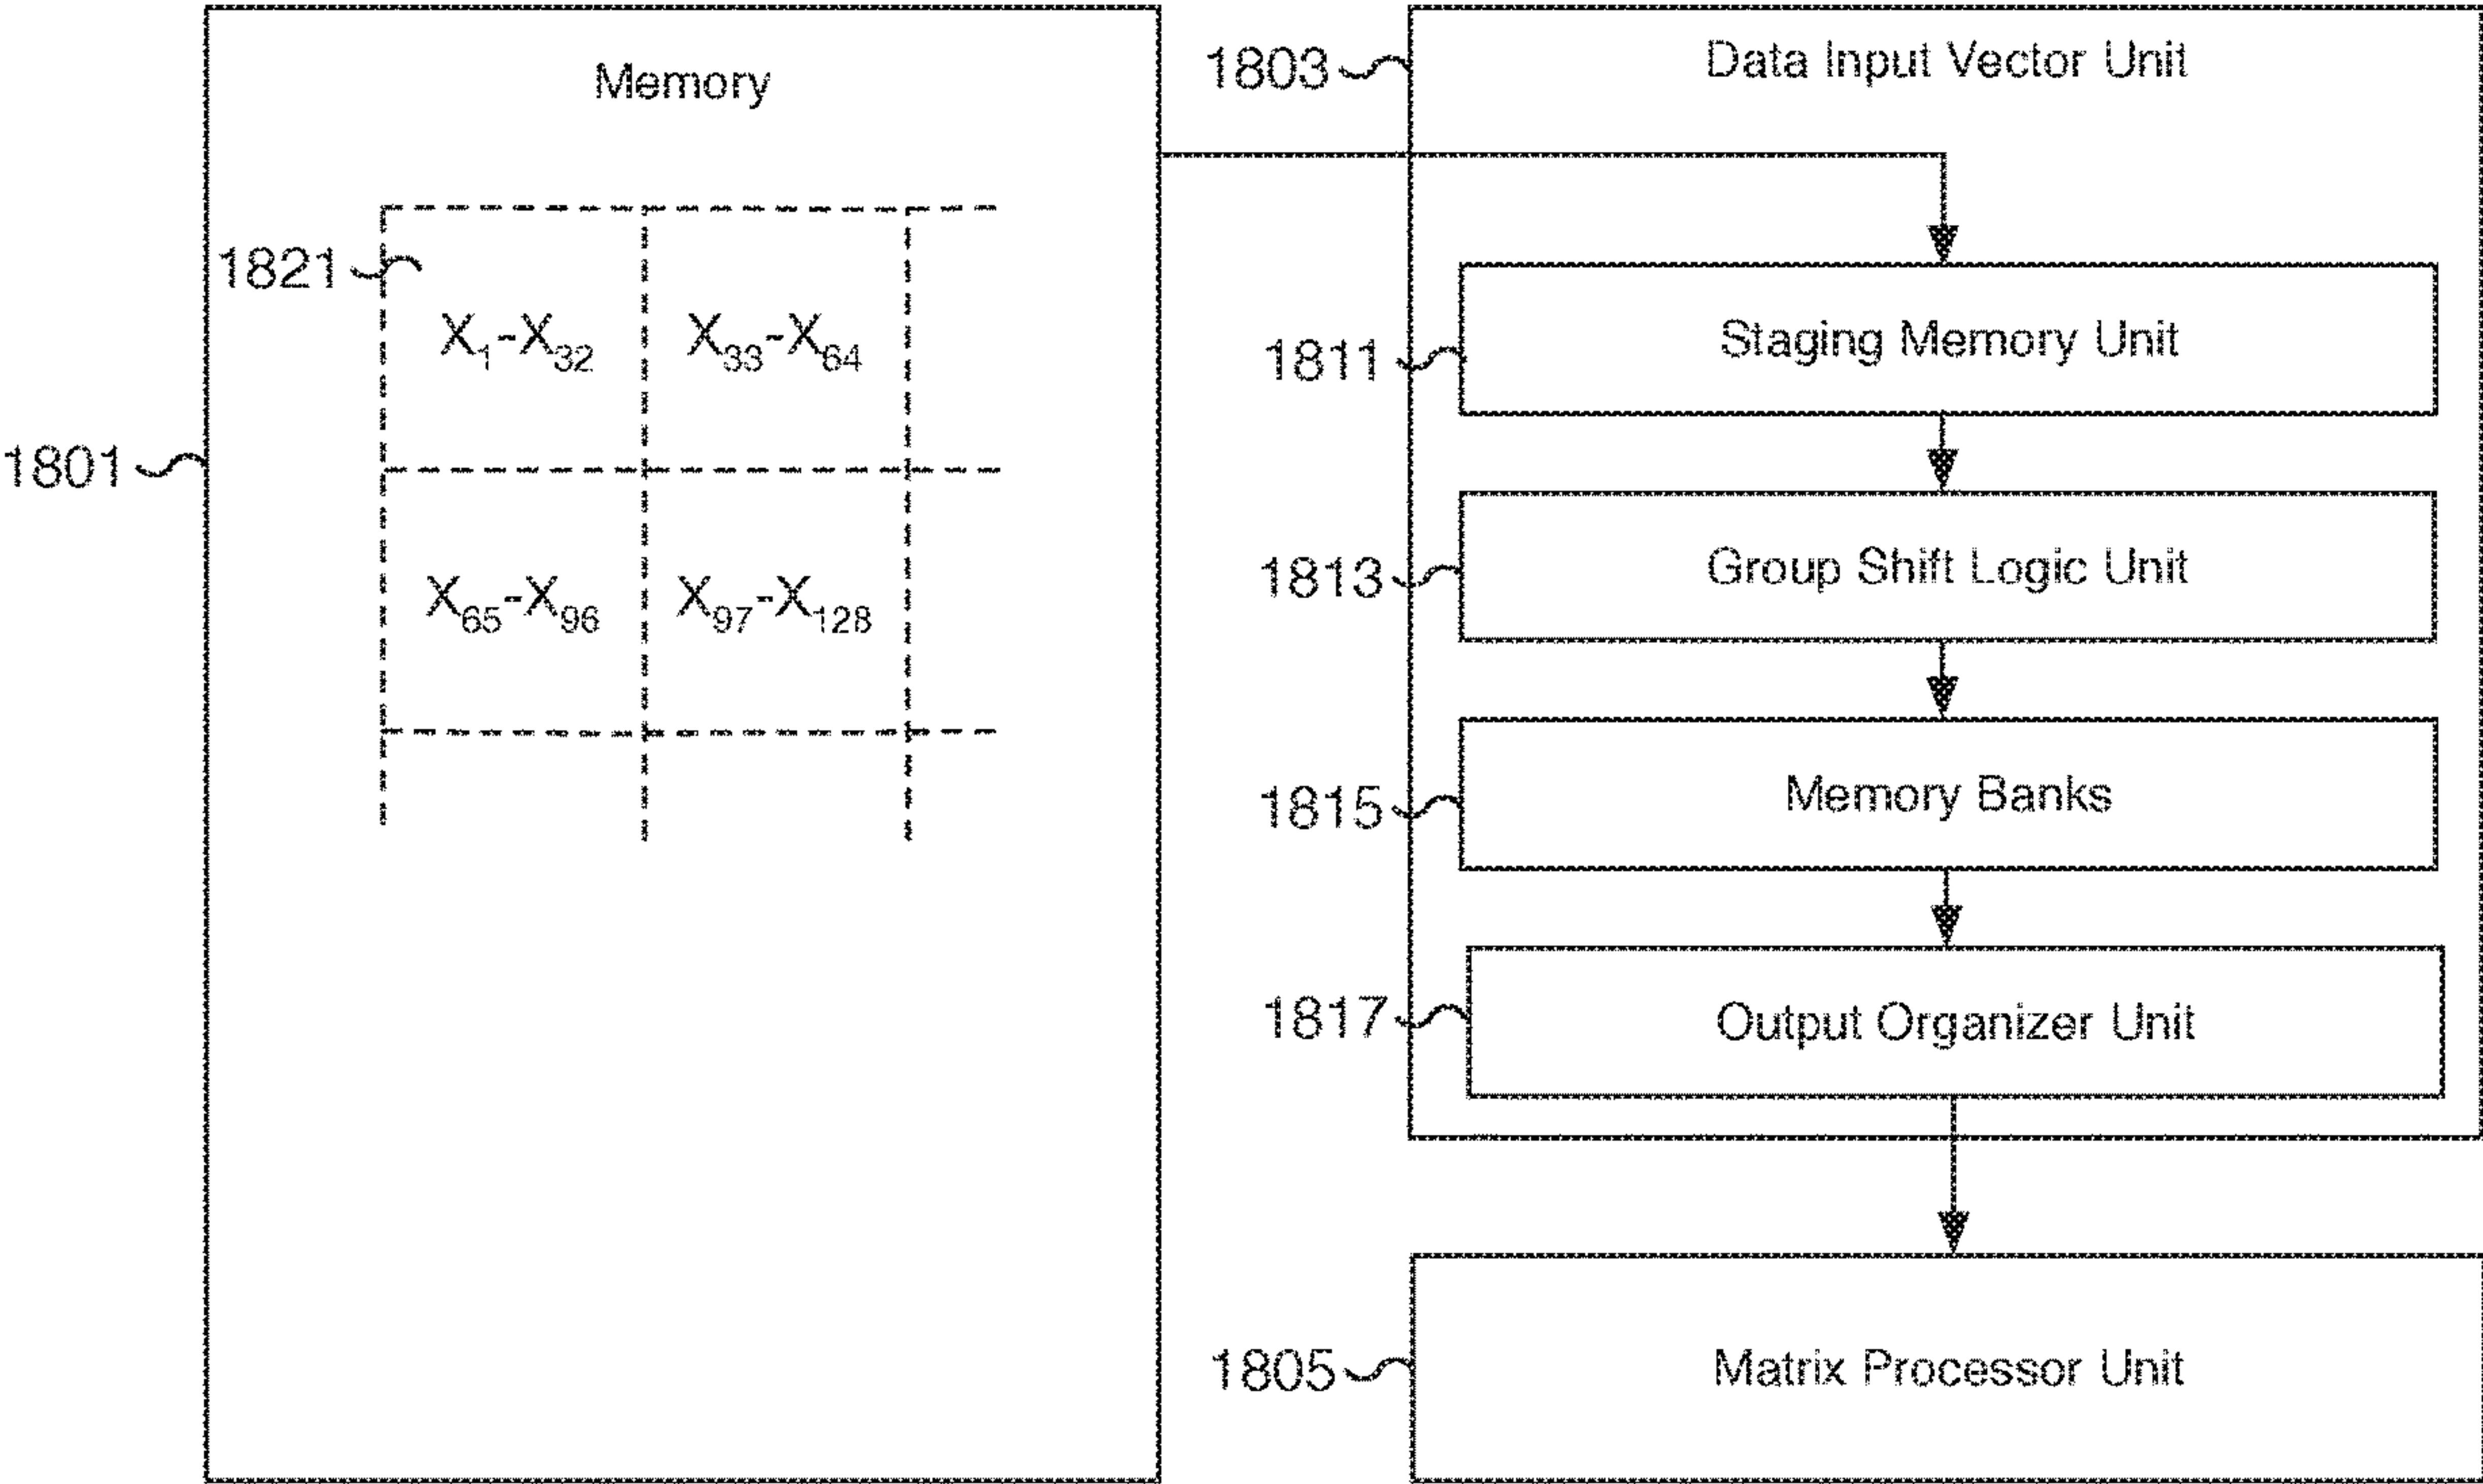 Memory
1801
1821
X₁-X₃₂ X₃₃-X₆₄
X₆₅-X₉₆ X₉₇-X₁₂₈
1803
Data Input Vector Unit
1811
Staging Memory Unit
1813
Group Shift Logic Unit
1815
Memory Banks
1817
Output Organizer Unit
1805
Matrix Processor Unit